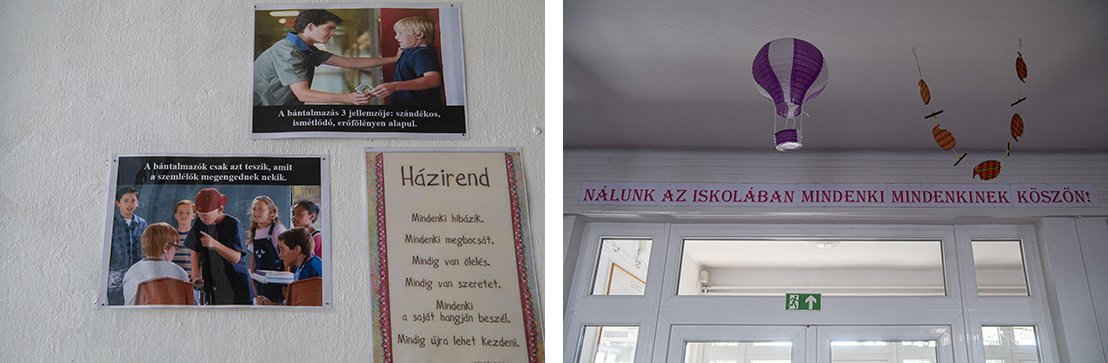 A bántalmazás 3 jellemzője: szándékos,
ismétlődő, erőfölényen alapul.
A bántalmazók csak azt teszik, amit
a szemlélők megengednek nekik.
Házirend
Mindenki hibázik.
Mindenki megbocsát.
Mindig van ölelés.
Mindig van szeretet.
Mindenki
a saját hangján beszél.
Mindig újra lehet kezdeni.
NÁLUNK AZ ISKOLÁBAN MINDENKI MINDENKINEK KÖSZÖN!